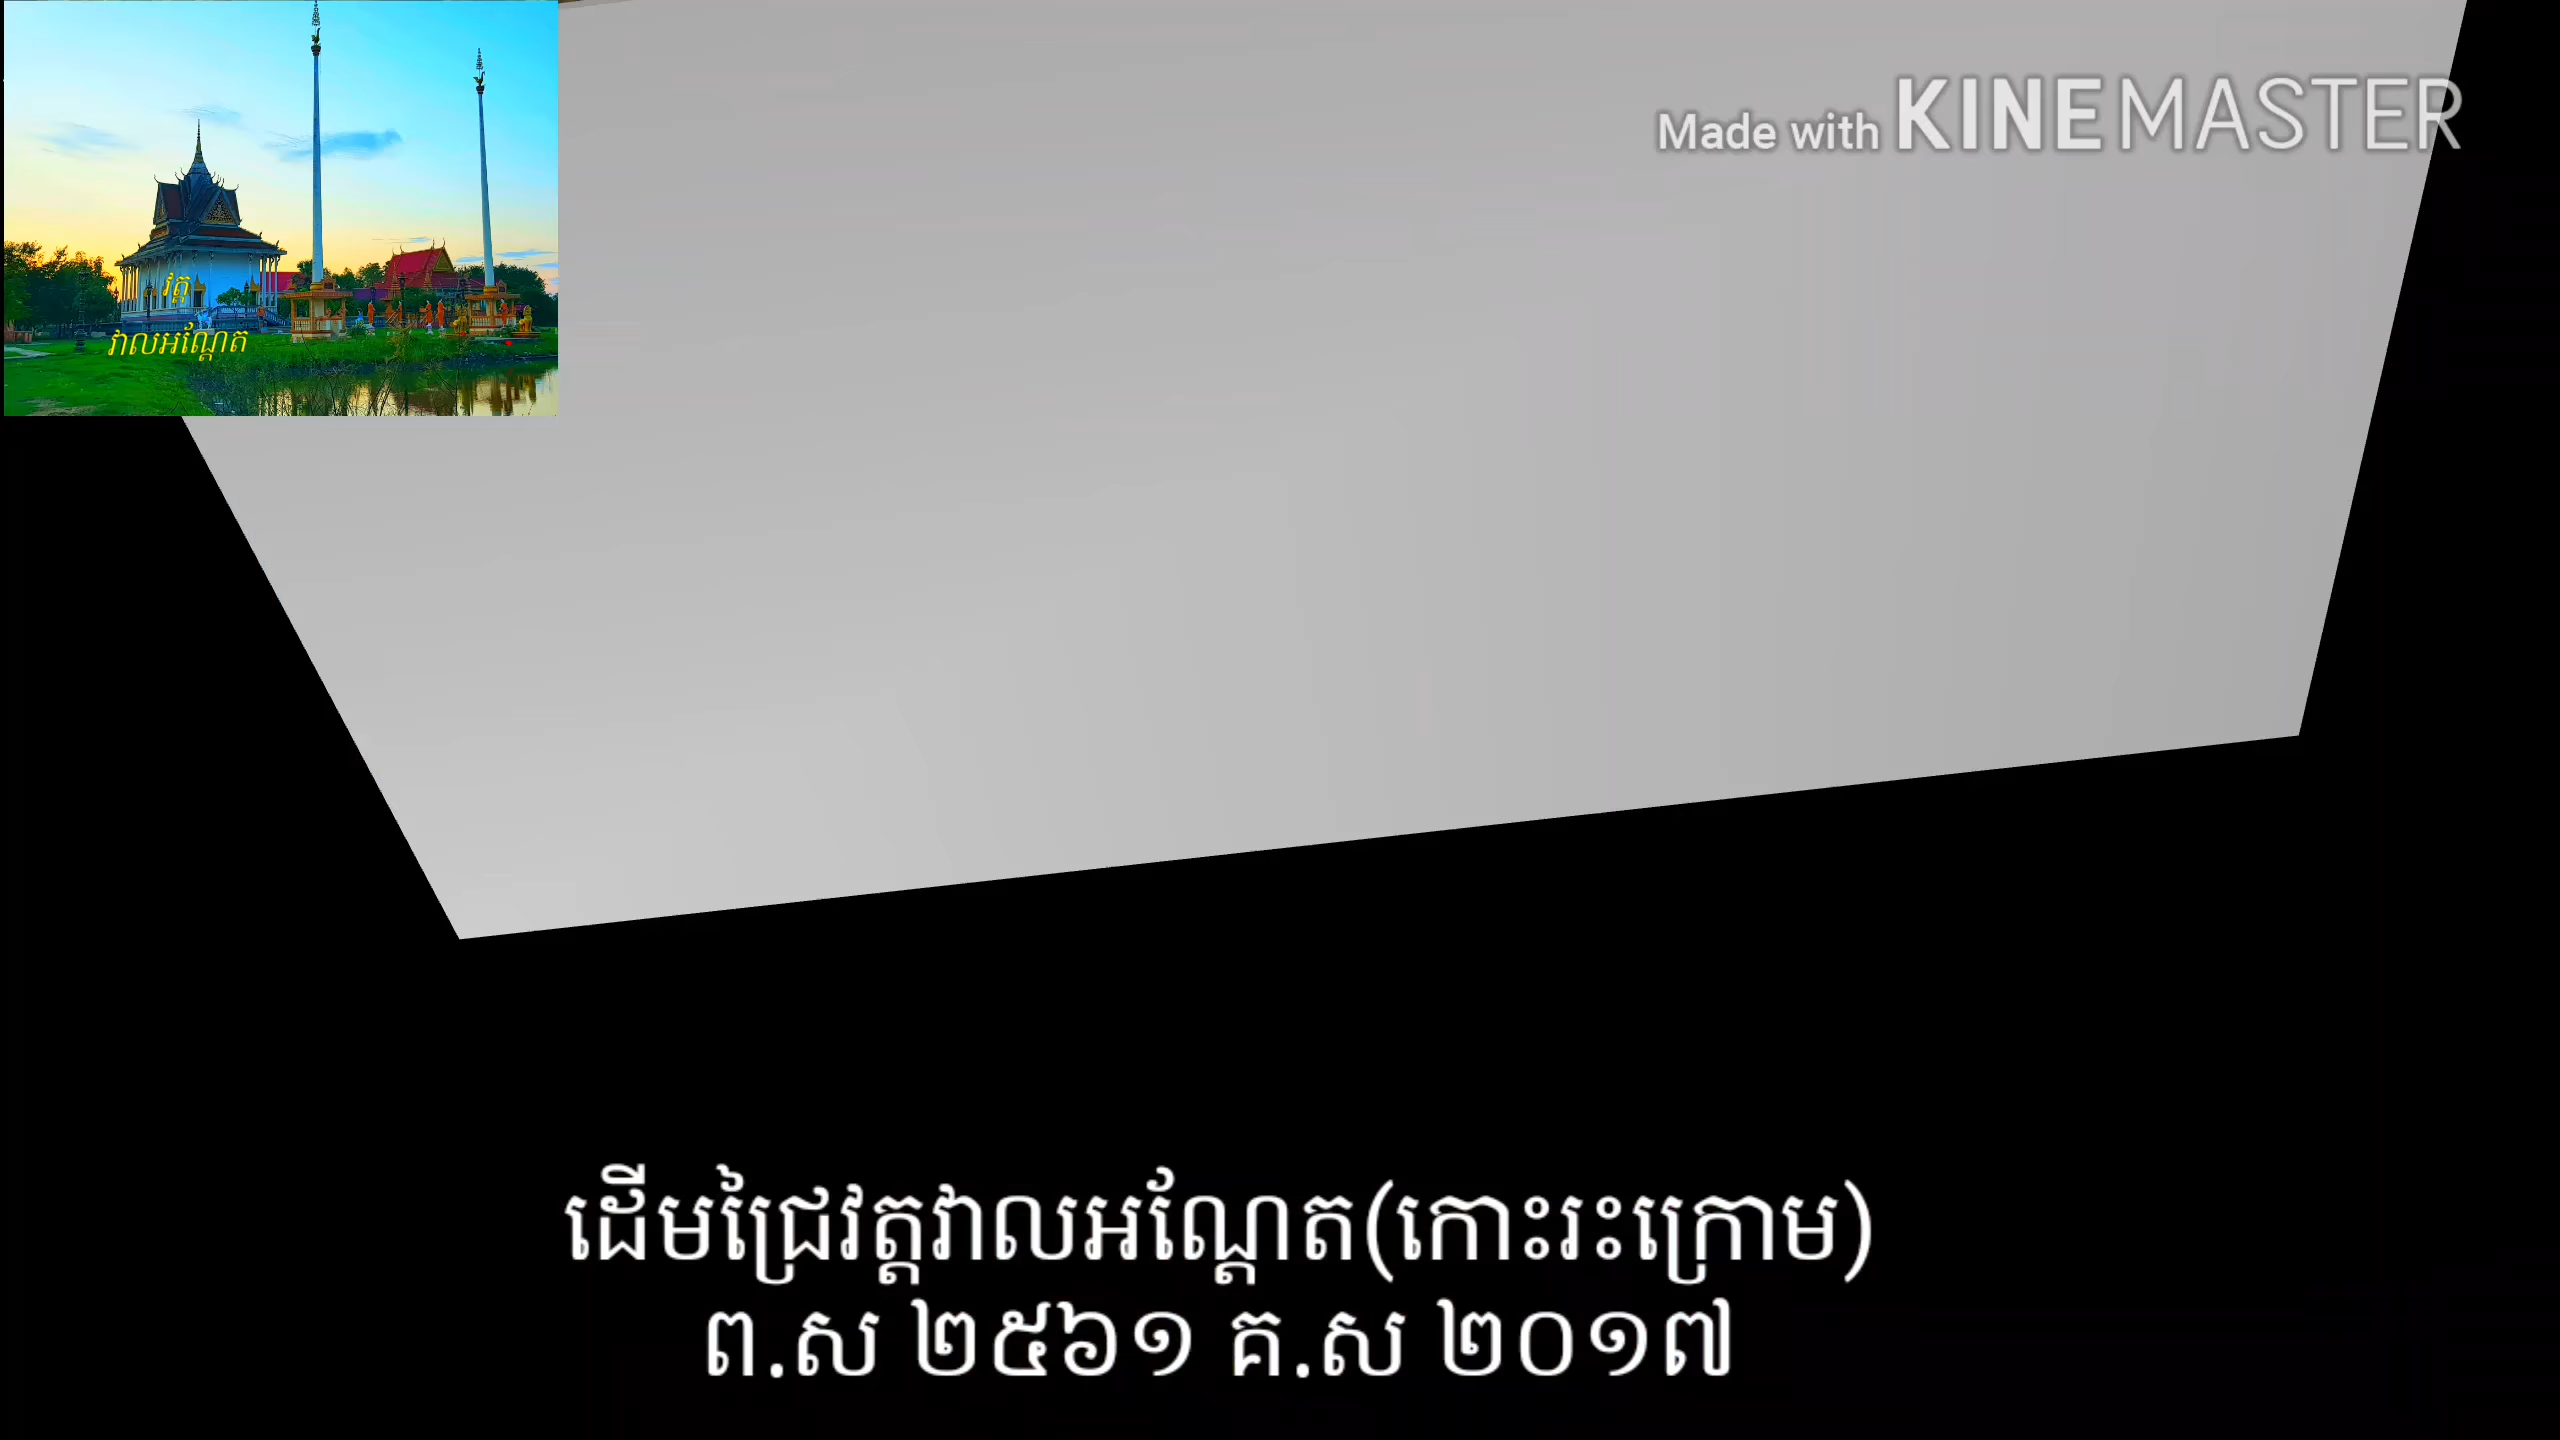 Made with KINEMASTER
វត្ត
វាលអណ្ដែត
ដើមជ្រៃវត្តវាលអណ្ដែត(កោះរះក្រោម)
ព.ស ២៥៦១ គ.ស ២០១៧